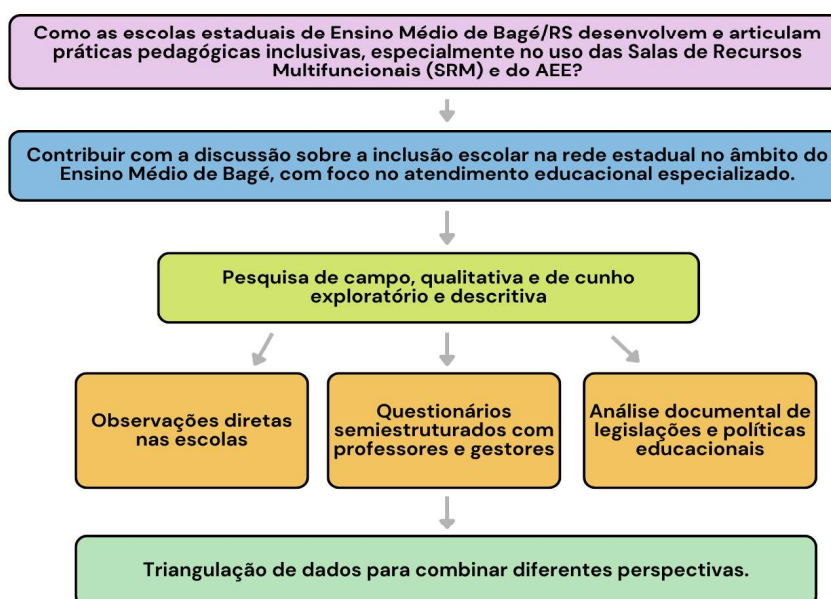 Como as escolas estaduais de Ensino Médio de Bagé/RS desenvolvem e articulam
práticas pedagógicas inclusivas, especialmente no uso das Salas de Recursos
Multifuncionais (SRM) e do AEE?
Contribuir com a discussão sobre a inclusão escolar na rede estadual no âmbito do
Ensino Médio de Bagé, com foco no atendimento educacional especializado.
Pesquisa de campo, qualitativa e de cunho
exploratório e descritiva
Observações diretas
nas escolas
Questionários
semiestruturados com
professores e gestores
Análise documental de
legislações e políticas
educacionais
Triangulação de dados para combinar diferentes perspectivas.